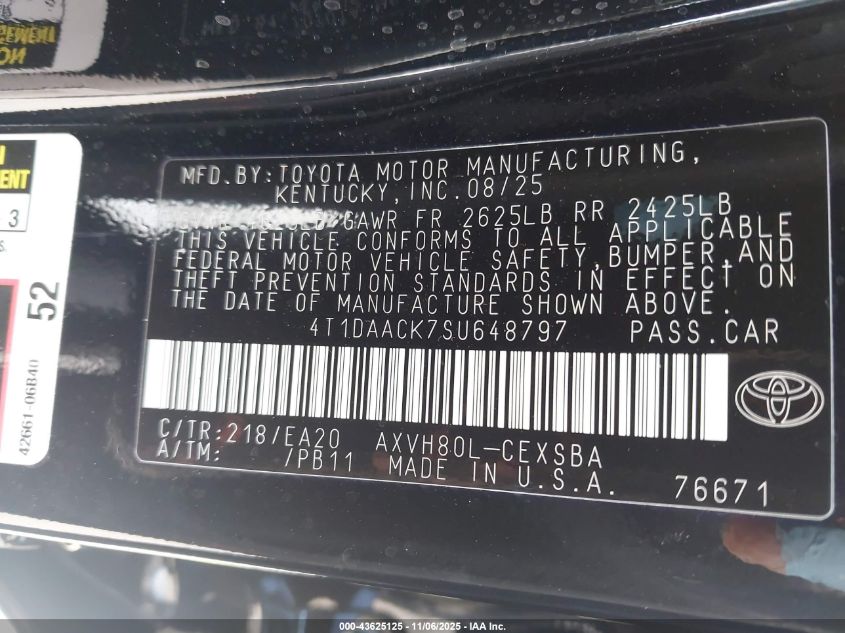 MFD.BY:TOYOTA MOTOR MANUFACTURING,
KENTUCKY,INC.08/25
GAWR FR 2625LB RR 2425LB
THIS VEHICLE CONFORMS TO ALL APPLICABLE
FEDERAL MOTOR VEHICLE SAFETY,BUMPER,AND
THEFT PREVENTION STANDARDS IN EFFECT ON
THE DATE OF MANUFACTURE SHOWN ABOVE.
4T1DAACK7SU648797 PASS.CAR
C/TR:218/EA20 AXVH80L-CEXSBA
A/TM: /PB11 MADE IN U.S.A. 76671
3
52
42661-06B40
000-43625125 - 11/06/2025 - IAA Inc.